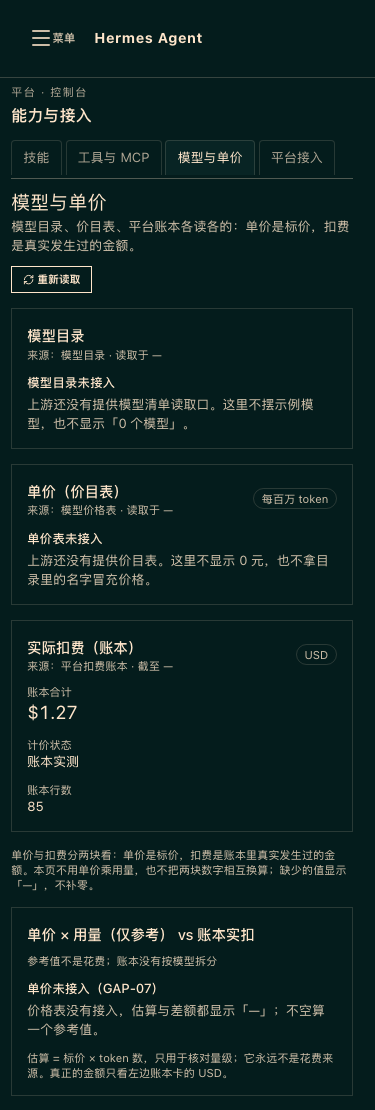 菜单 Hermes Agent
平台 · 控制台
能力与接入
技能 工具与 MCP 模型与单价 平台接入
模型与单价
模型目录、价目表、平台账本各读各的：单价是标价，扣费
是真实发生过的金额。
重新读取
模型目录
来源：模型目录 · 读取于 —
模型目录未接入
上游还没有提供模型清单读取口。这里不摆示例模
型，也不显示「0 个模型」。
单价（价目表） 每百万 token
来源：模型价格表 · 读取于 —
单价表未接入
上游还没有提供价目表。这里不显示 0 元，也不拿目
录里的名字冒充价格。
实际扣费（账本） USD
来源：平台扣费账本 · 截至 —
账本合计
$1.27
计价状态
账本实测
账本行数
85
单价与扣费分两块看：单价是标价，扣费是账本里真实发生过的金
额。本页不用单价乘用量，也不把两块数字相互换算；缺少的值显示
「—」，不补零。
单价 × 用量（仅参考） vs 账本实扣
参考值不是花费；账本没有按模型拆分
单价未接入（GAP-07）
价格表没有接入，估算与差额都显示「—」；不空算
一个参考值。
估算 = 标价 × token 数，只用于核对量级；它永远不是花费来
源。真正的金额只看左边账本卡的 USD。